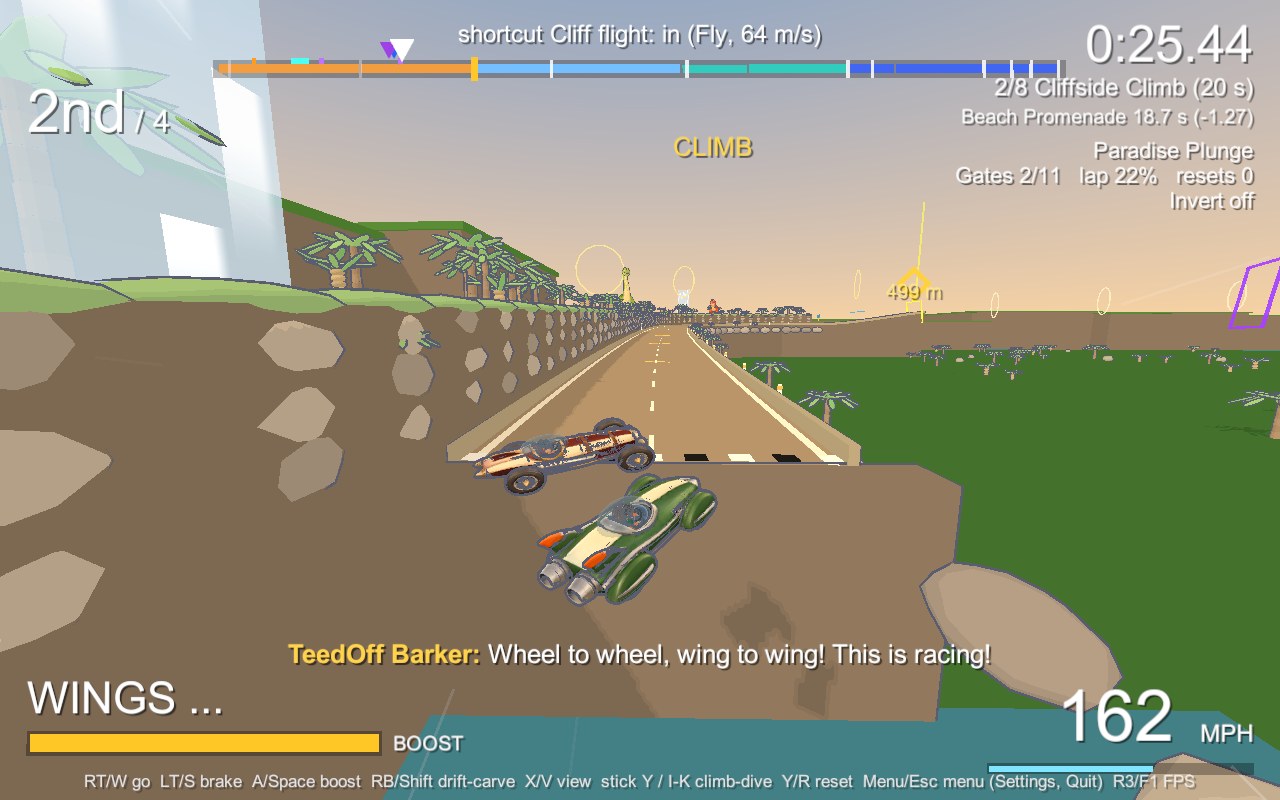 shortcut Cliff flight: in (Fly, 64 m/s)
0:25.44
2/8 Cliffside Climb (20 s)
2nd / 4
Beach Promenade 18.7 s (-1.27)
CLIMB
Paradise Plunge
Gates 2/11 lap 22% resets 0
Invert off
499 m
TeedOff Barker: Wheel to wheel, wing to wing! This is racing!
WINGS ...
162 MPH
BOOST
RT/W go LT/S brake A/Space boost RB/Shift drift-carve X/V view stick Y / I-K climb-dive Y/R reset Menu/Esc menu (Settings, Quit) R3/F1 FPS